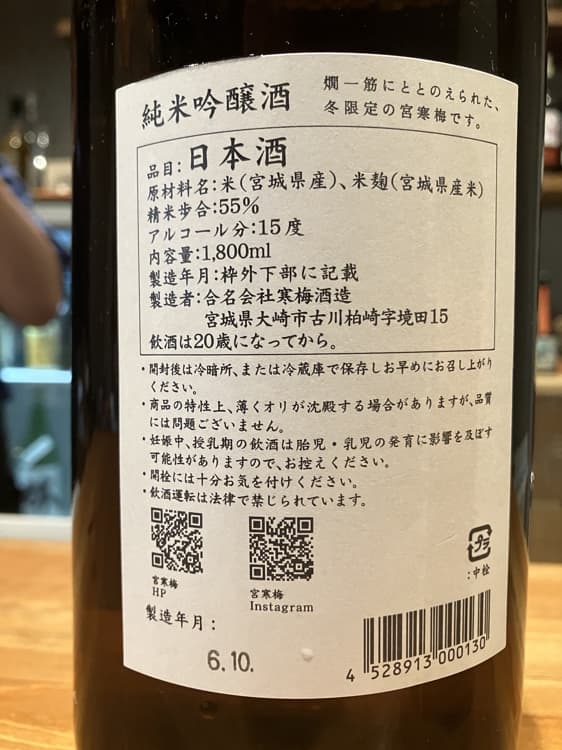 純米吟醸酒
燗一筋にととのえられた、
冬限定の宮寒梅です。
品目:日本酒
原材料名:米(宮城県産)、米麹(宮城県産米)
精米歩合:55%
アルコール分:15度
内容量:1,800ml
製造年月:枠外下部に記載
製造者:合名会社寒梅酒造
宮城県大崎市古川柏崎字境田15
飲酒は20歳になってから。
・開封後は冷暗所、または冷蔵庫で保存しお早めにお召し上がり
ください。
・商品の特性上、薄くオリが沈殿する場合がありますが、品質
には問題ございません。
・妊娠中、授乳期の飲酒は胎児・乳児の発育に影響を及ぼす
可能性がありますので、お控えください。
・開栓には十分お気を付けください。
・飲酒運転は法律で禁じられています。
宮寒梅
HP
宮寒梅
Instagram
プラ
:中栓
製造年月:
6.10.
4 528913 000130